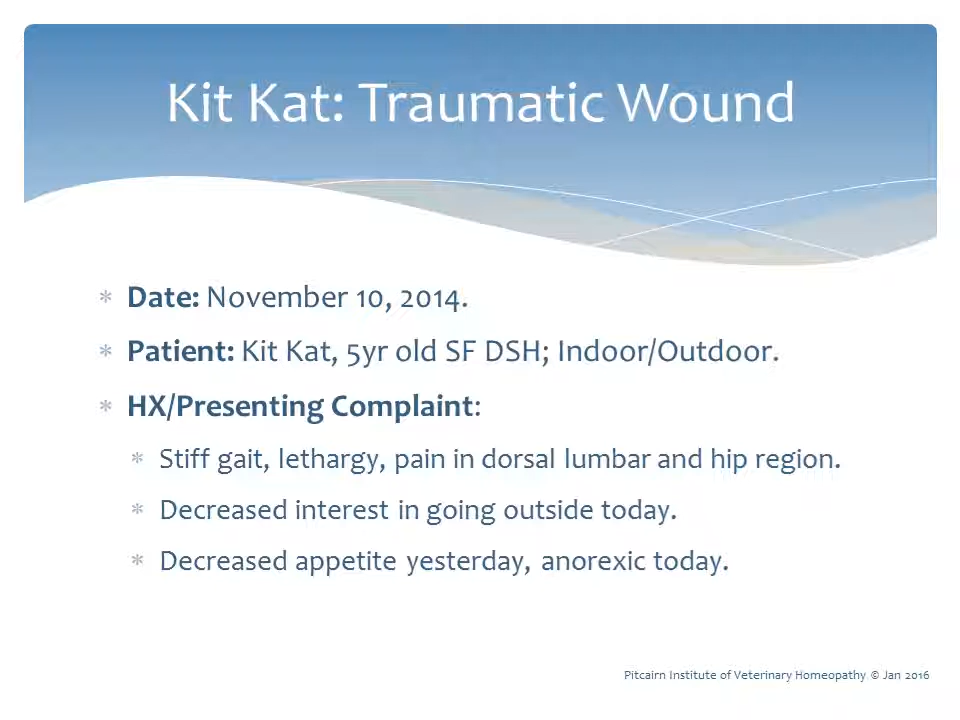 Kit Kat: Traumatic Wound
* Date: November 10, 2014.
* Patient: Kit Kat, 5yr old SF DSH; Indoor/Outdoor.
* HX/Presenting Complaint:
* Stiff gait, lethargy, pain in dorsal lumbar and hip region.
* Decreased interest in going outside today.
* Decreased appetite yesterday, anorexic today.
Pitcairn Institute of Veterinary Homeopathy © Jan 2016